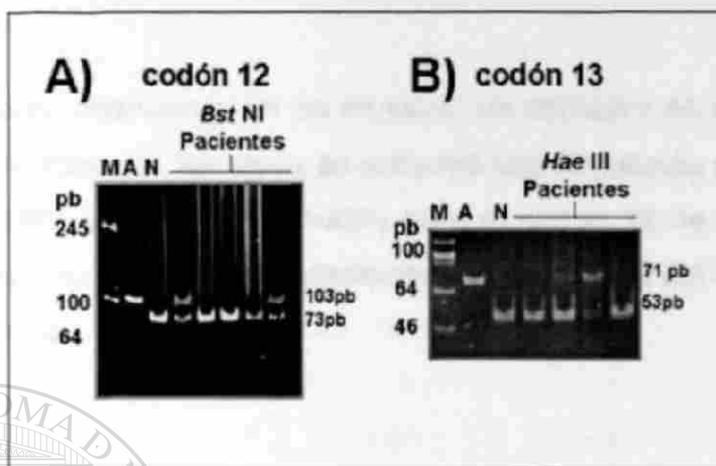 A) codón 12
Bst NI
Pacientes
M A N
pb
245
100
64
103pb
73pb
B) codón 13
Hae III
Pacientes
M A N
pb
100
64
46
71 pb
53pb